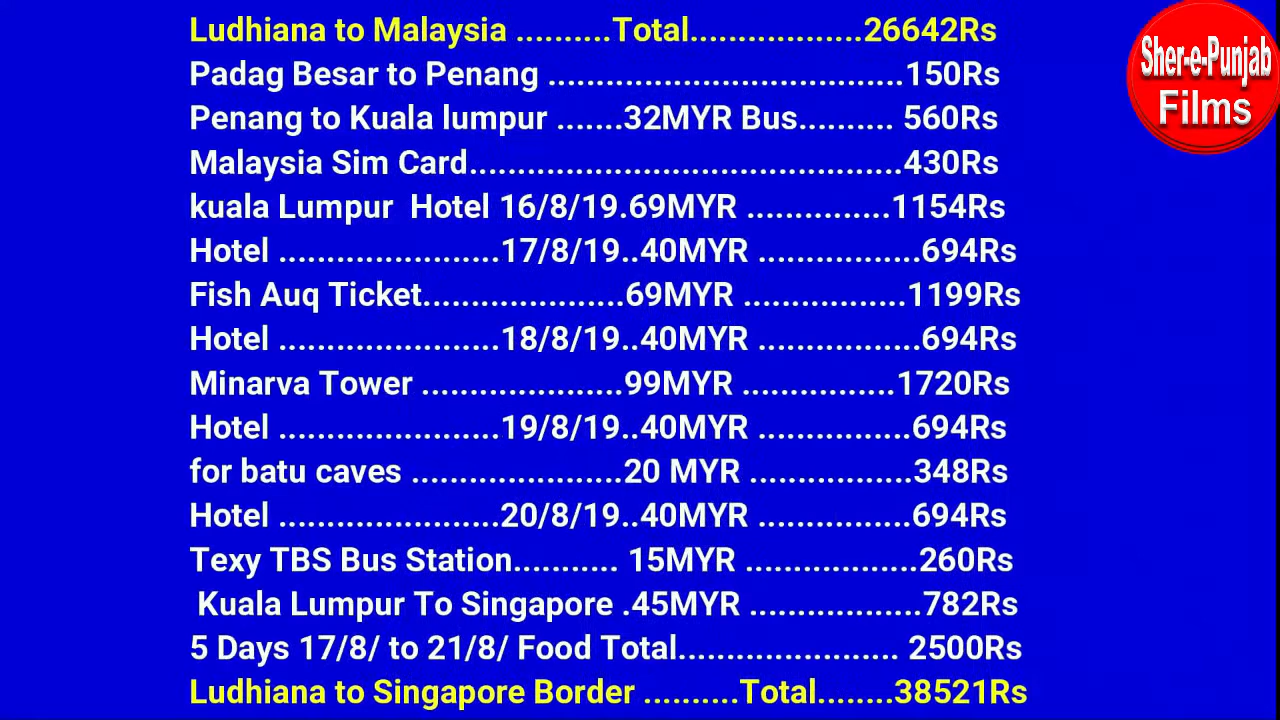 Ludhiana to Malaysia ..........Total..................26642Rs
Padag Besar to Penang .....................................150Rs
Penang to Kuala lumpur .......32MYR Bus.......... 560Rs
Malaysia Sim Card.............................................430Rs
kuala Lumpur  Hotel 16/8/19.69MYR ...............1154Rs
Hotel .......................17/8/19..40MYR .................694Rs
Fish Auq Ticket.....................69MYR .................1199Rs
Hotel .......................18/8/19..40MYR .................694Rs
Minarva Tower .....................99MYR ................1720Rs
Hotel .......................19/8/19..40MYR ................694Rs
for batu caves ......................20 MYR .................348Rs
Hotel .......................20/8/19..40MYR ................694Rs
Texy TBS Bus Station........... 15MYR ..................260Rs
Kuala Lumpur To Singapore .45MYR ..................782Rs
5 Days 17/8/ to 21/8/ Food Total....................... 2500Rs
Ludhiana to Singapore Border ..........Total........38521Rs
Sher-e-Punjab
Films